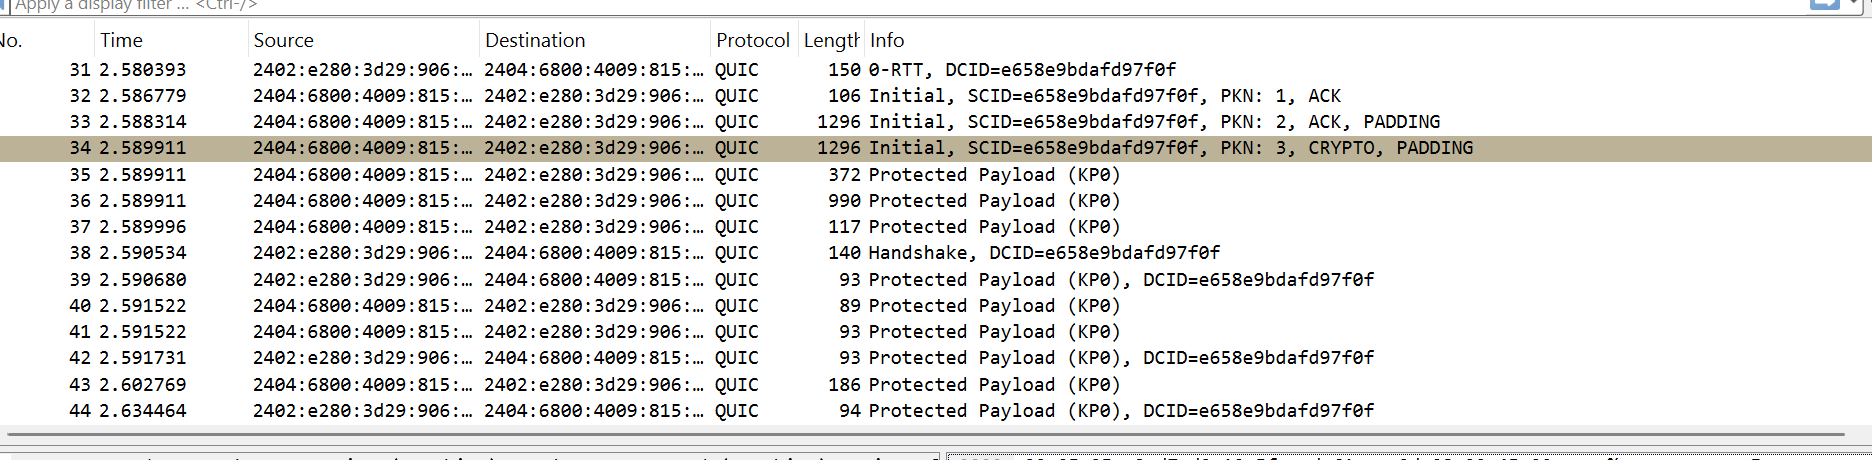 Apply a display filter ... <Ctrl-/>
No. Time Source Destination Protocol Length Info
31 2.580393 2402:e280:3d29:906:… 2404:6800:4009:815:… QUIC 150 0-RTT, DCID=e658e9bdafd97f0f
32 2.586779 2404:6800:4009:815:… 2402:e280:3d29:906:… QUIC 106 Initial, SCID=e658e9bdafd97f0f, PKN: 1, ACK
33 2.588314 2404:6800:4009:815:… 2402:e280:3d29:906:… QUIC 1296 Initial, SCID=e658e9bdafd97f0f, PKN: 2, ACK, PADDING
34 2.589911 2404:6800:4009:815:… 2402:e280:3d29:906:… QUIC 1296 Initial, SCID=e658e9bdafd97f0f, PKN: 3, CRYPTO, PADDING
35 2.589911 2404:6800:4009:815:… 2402:e280:3d29:906:… QUIC 372 Protected Payload (KP0)
36 2.589911 2404:6800:4009:815:… 2402:e280:3d29:906:… QUIC 990 Protected Payload (KP0)
37 2.589996 2404:6800:4009:815:… 2402:e280:3d29:906:… QUIC 117 Protected Payload (KP0)
38 2.590534 2402:e280:3d29:906:… 2404:6800:4009:815:… QUIC 140 Handshake, DCID=e658e9bdafd97f0f
39 2.590680 2402:e280:3d29:906:… 2404:6800:4009:815:… QUIC 93 Protected Payload (KP0), DCID=e658e9bdafd97f0f
40 2.591522 2404:6800:4009:815:… 2402:e280:3d29:906:… QUIC 89 Protected Payload (KP0)
41 2.591522 2404:6800:4009:815:… 2402:e280:3d29:906:… QUIC 93 Protected Payload (KP0)
42 2.591731 2402:e280:3d29:906:… 2404:6800:4009:815:… QUIC 93 Protected Payload (KP0), DCID=e658e9bdafd97f0f
43 2.602769 2404:6800:4009:815:… 2402:e280:3d29:906:… QUIC 186 Protected Payload (KP0)
44 2.634464 2402:e280:3d29:906:… 2404:6800:4009:815:… QUIC 94 Protected Payload (KP0), DCID=e658e9bdafd97f0f